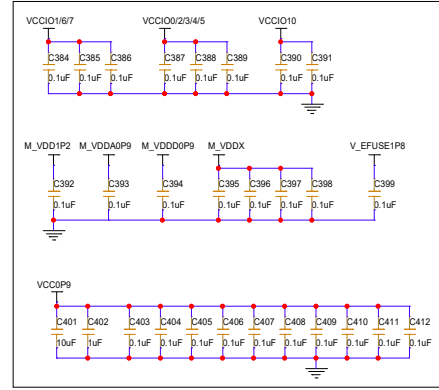 VCCIO1/6/7 VCCIO0/2/3/4/5 VCCIO10
C384 C385 C386 C387 C388 C389 C390 C391
0.1uF 0.1uF 0.1uF 0.1uF 0.1uF 0.1uF 0.1uF 0.1uF
M_VDD1P2 M_VDDA0P9 M_VDDD0P9 M_VDDX V_EFUSE1P8
C392 C393 C394 C395 C396 C397 C398 C399
0.1uF 0.1uF 0.1uF 0.1uF 0.1uF 0.1uF 0.1uF 0.1uF
VCC0P9
C401 C402 C403 C404 C405 C406 C407 C408 C409 C410 C411 C412
10uF 1uF 0.1uF 0.1uF 0.1uF 0.1uF 0.1uF 0.1uF 0.1uF 0.1uF 0.1uF 0.1uF